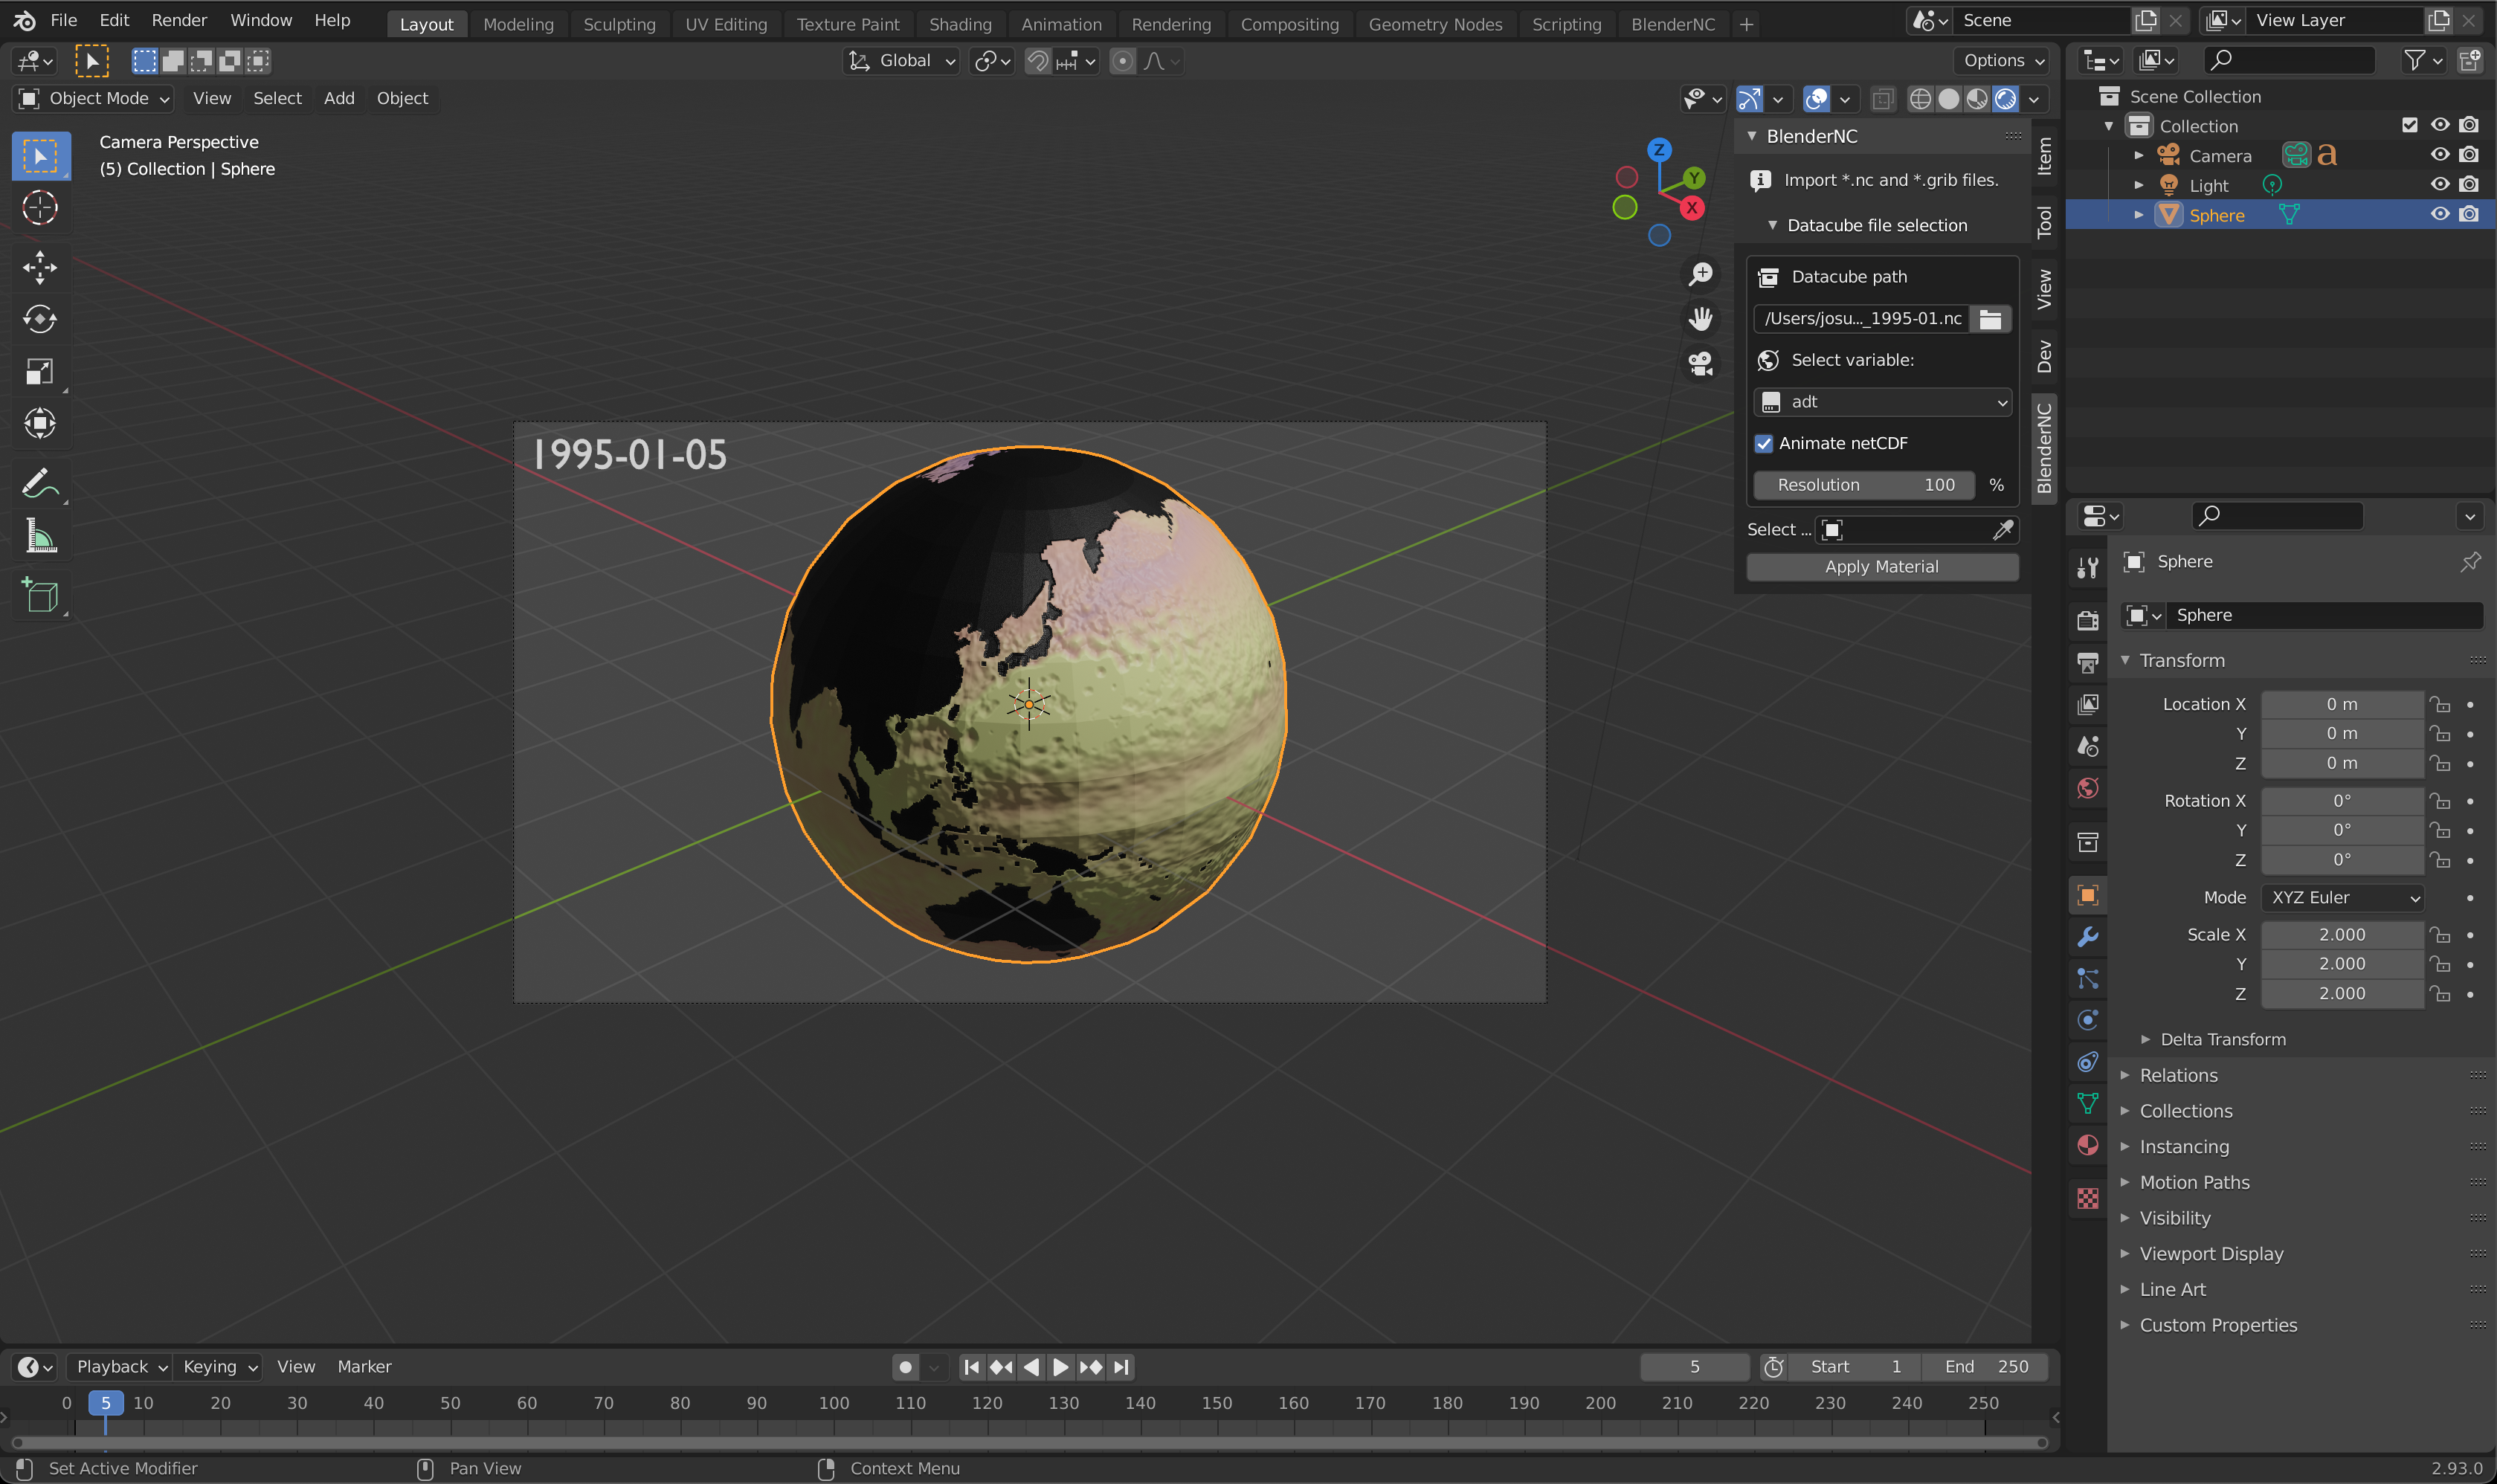 File Edit Render Window Help Layout Modeling Sculpting UV Editing Texture Paint Shading Animation Rendering Compositing Geometry Nodes Scripting BlenderNC + Scene View Layer
Global Options
Object Mode View Select Add Object
Camera Perspective
(5) Collection | Sphere
1995-01-05
Z
Y
X
BlenderNC
Import *.nc and *.grib files.
Datacube file selection
Datacube path
/Users/josu..._1995-01.nc
Select variable:
adt
Animate netCDF
Resolution 100 %
Select ...
Apply Material
Item
Tool
View
Dev
BlenderNC
Scene Collection
Collection
Camera a
Light
Sphere
Sphere
Sphere
Transform
Location X 0 m
Y 0 m
Z 0 m
Rotation X 0°
Y 0°
Z 0°
Mode XYZ Euler
Scale X 2.000
Y 2.000
Z 2.000
Delta Transform
Relations
Collections
Instancing
Motion Paths
Visibility
Viewport Display
Line Art
Custom Properties
Playback Keying View Marker 5 Start 1 End 250
0 5 10 20 30 40 50 60 70 80 90 100 110 120 130 140 150 160 170 180 190 200 210 220 230 240 250
Set Active Modifier Pan View Context Menu 2.93.0